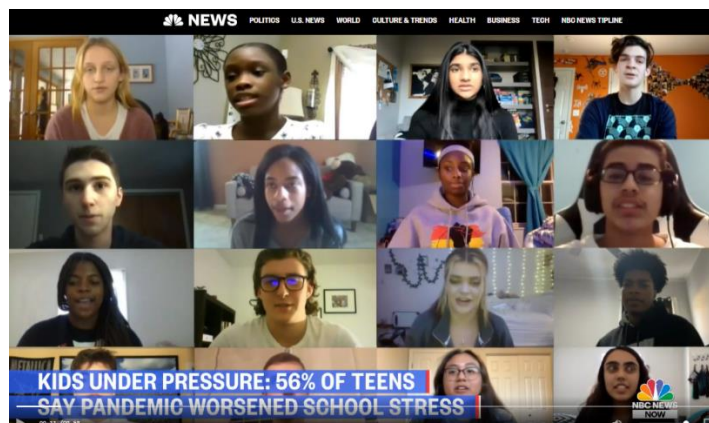 NEWS POLITICS U.S. NEWS WORLD CULTURE & TRENDS HEALTH BUSINESS TECH NBC NEWS TIPLINE
KIDS UNDER PRESSURE: 56% OF TEENS
SAY PANDEMIC WORSENED SCHOOL STRESS
NBC NEWS
NOW